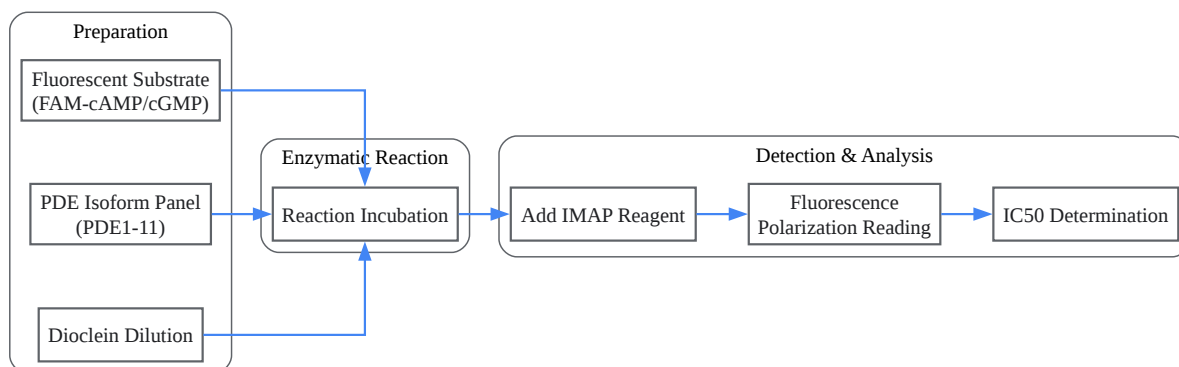 Preparation
Fluorescent Substrate
(FAM-cAMP/cGMP)
PDE Isoform Panel
(PDE1-11)
Dioclein Dilution
Enzymatic Reaction
Reaction Incubation
Detection & Analysis
Add IMAP Reagent
Fluorescence
Polarization Reading
IC50 Determination